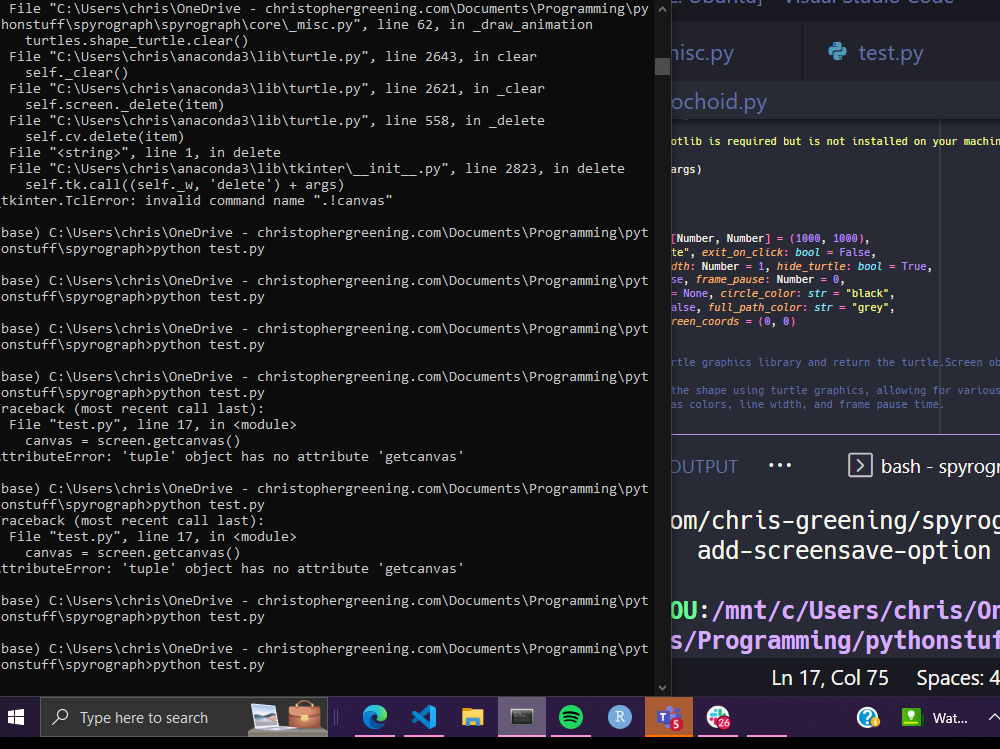 File "C:\Users\chris\OneDrive - christophergreening.com\Documents\Programming\py
honstuff\spyrograph\spyrograph\core\_misc.py", line 62, in _draw_animation
turtles.shape_turtle.clear()
File "C:\Users\chris\anaconda3\lib\turtle.py", line 2643, in clear
self._clear()
File "C:\Users\chris\anaconda3\lib\turtle.py", line 2621, in _clear
self.screen._delete(item)
File "C:\Users\chris\anaconda3\lib\turtle.py", line 558, in _delete
self.cv.delete(item)
File "<string>", line 1, in delete
File "C:\Users\chris\anaconda3\lib\tkinter\__init__.py", line 2823, in delete
self.tk.call((self._w, 'delete') + args)
_tkinter.TclError: invalid command name ".!canvas"
base) C:\Users\chris\OneDrive - christophergreening.com\Documents\Programming\pyt
onstuff\spyrograph>python test.py
base) C:\Users\chris\OneDrive - christophergreening.com\Documents\Programming\pyt
onstuff\spyrograph>python test.py
base) C:\Users\chris\OneDrive - christophergreening.com\Documents\Programming\pyt
onstuff\spyrograph>python test.py
base) C:\Users\chris\OneDrive - christophergreening.com\Documents\Programming\pyt
onstuff\spyrograph>python test.py
raceback (most recent call last):
File "test.py", line 17, in <module>
canvas = screen.getcanvas()
ttributeError: 'tuple' object has no attribute 'getcanvas'
base) C:\Users\chris\OneDrive - christophergreening.com\Documents\Programming\pyt
onstuff\spyrograph>python test.py
raceback (most recent call last):
File "test.py", line 17, in <module>
canvas = screen.getcanvas()
ttributeError: 'tuple' object has no attribute 'getcanvas'
base) C:\Users\chris\OneDrive - christophergreening.com\Documents\Programming\pyt
onstuff\spyrograph>python test.py
base) C:\Users\chris\OneDrive - christophergreening.com\Documents\Programming\pyt
onstuff\spyrograph>python test.py
Ubuntu] - Visual Studio Code
misc.py test.py
ochoid.py
otlib is required but is not installed on your machin
args)
[Number, Number] = (1000, 1000),
te", exit_on_click: bool = False,
dth: Number = 1, hide_turtle: bool = True,
se, frame_pause: Number = 0,
= None, circle_color: str = "black",
alse, full_path_color: str = "grey",
reen_coords = (0, 0)
rtle graphics library and return the turtle.Screen ob
the shape using turtle graphics, allowing for various
as colors, line width, and frame pause time.
OUTPUT ··· bash - spyrogr
om/chris-greening/spyrog
add-screensave-option
OU:/mnt/c/Users/chris/On
s/Programming/pythonstuf
Ln 17, Col 75 Spaces: 4
Type here to search R T 5 26 ? 1 Wat...